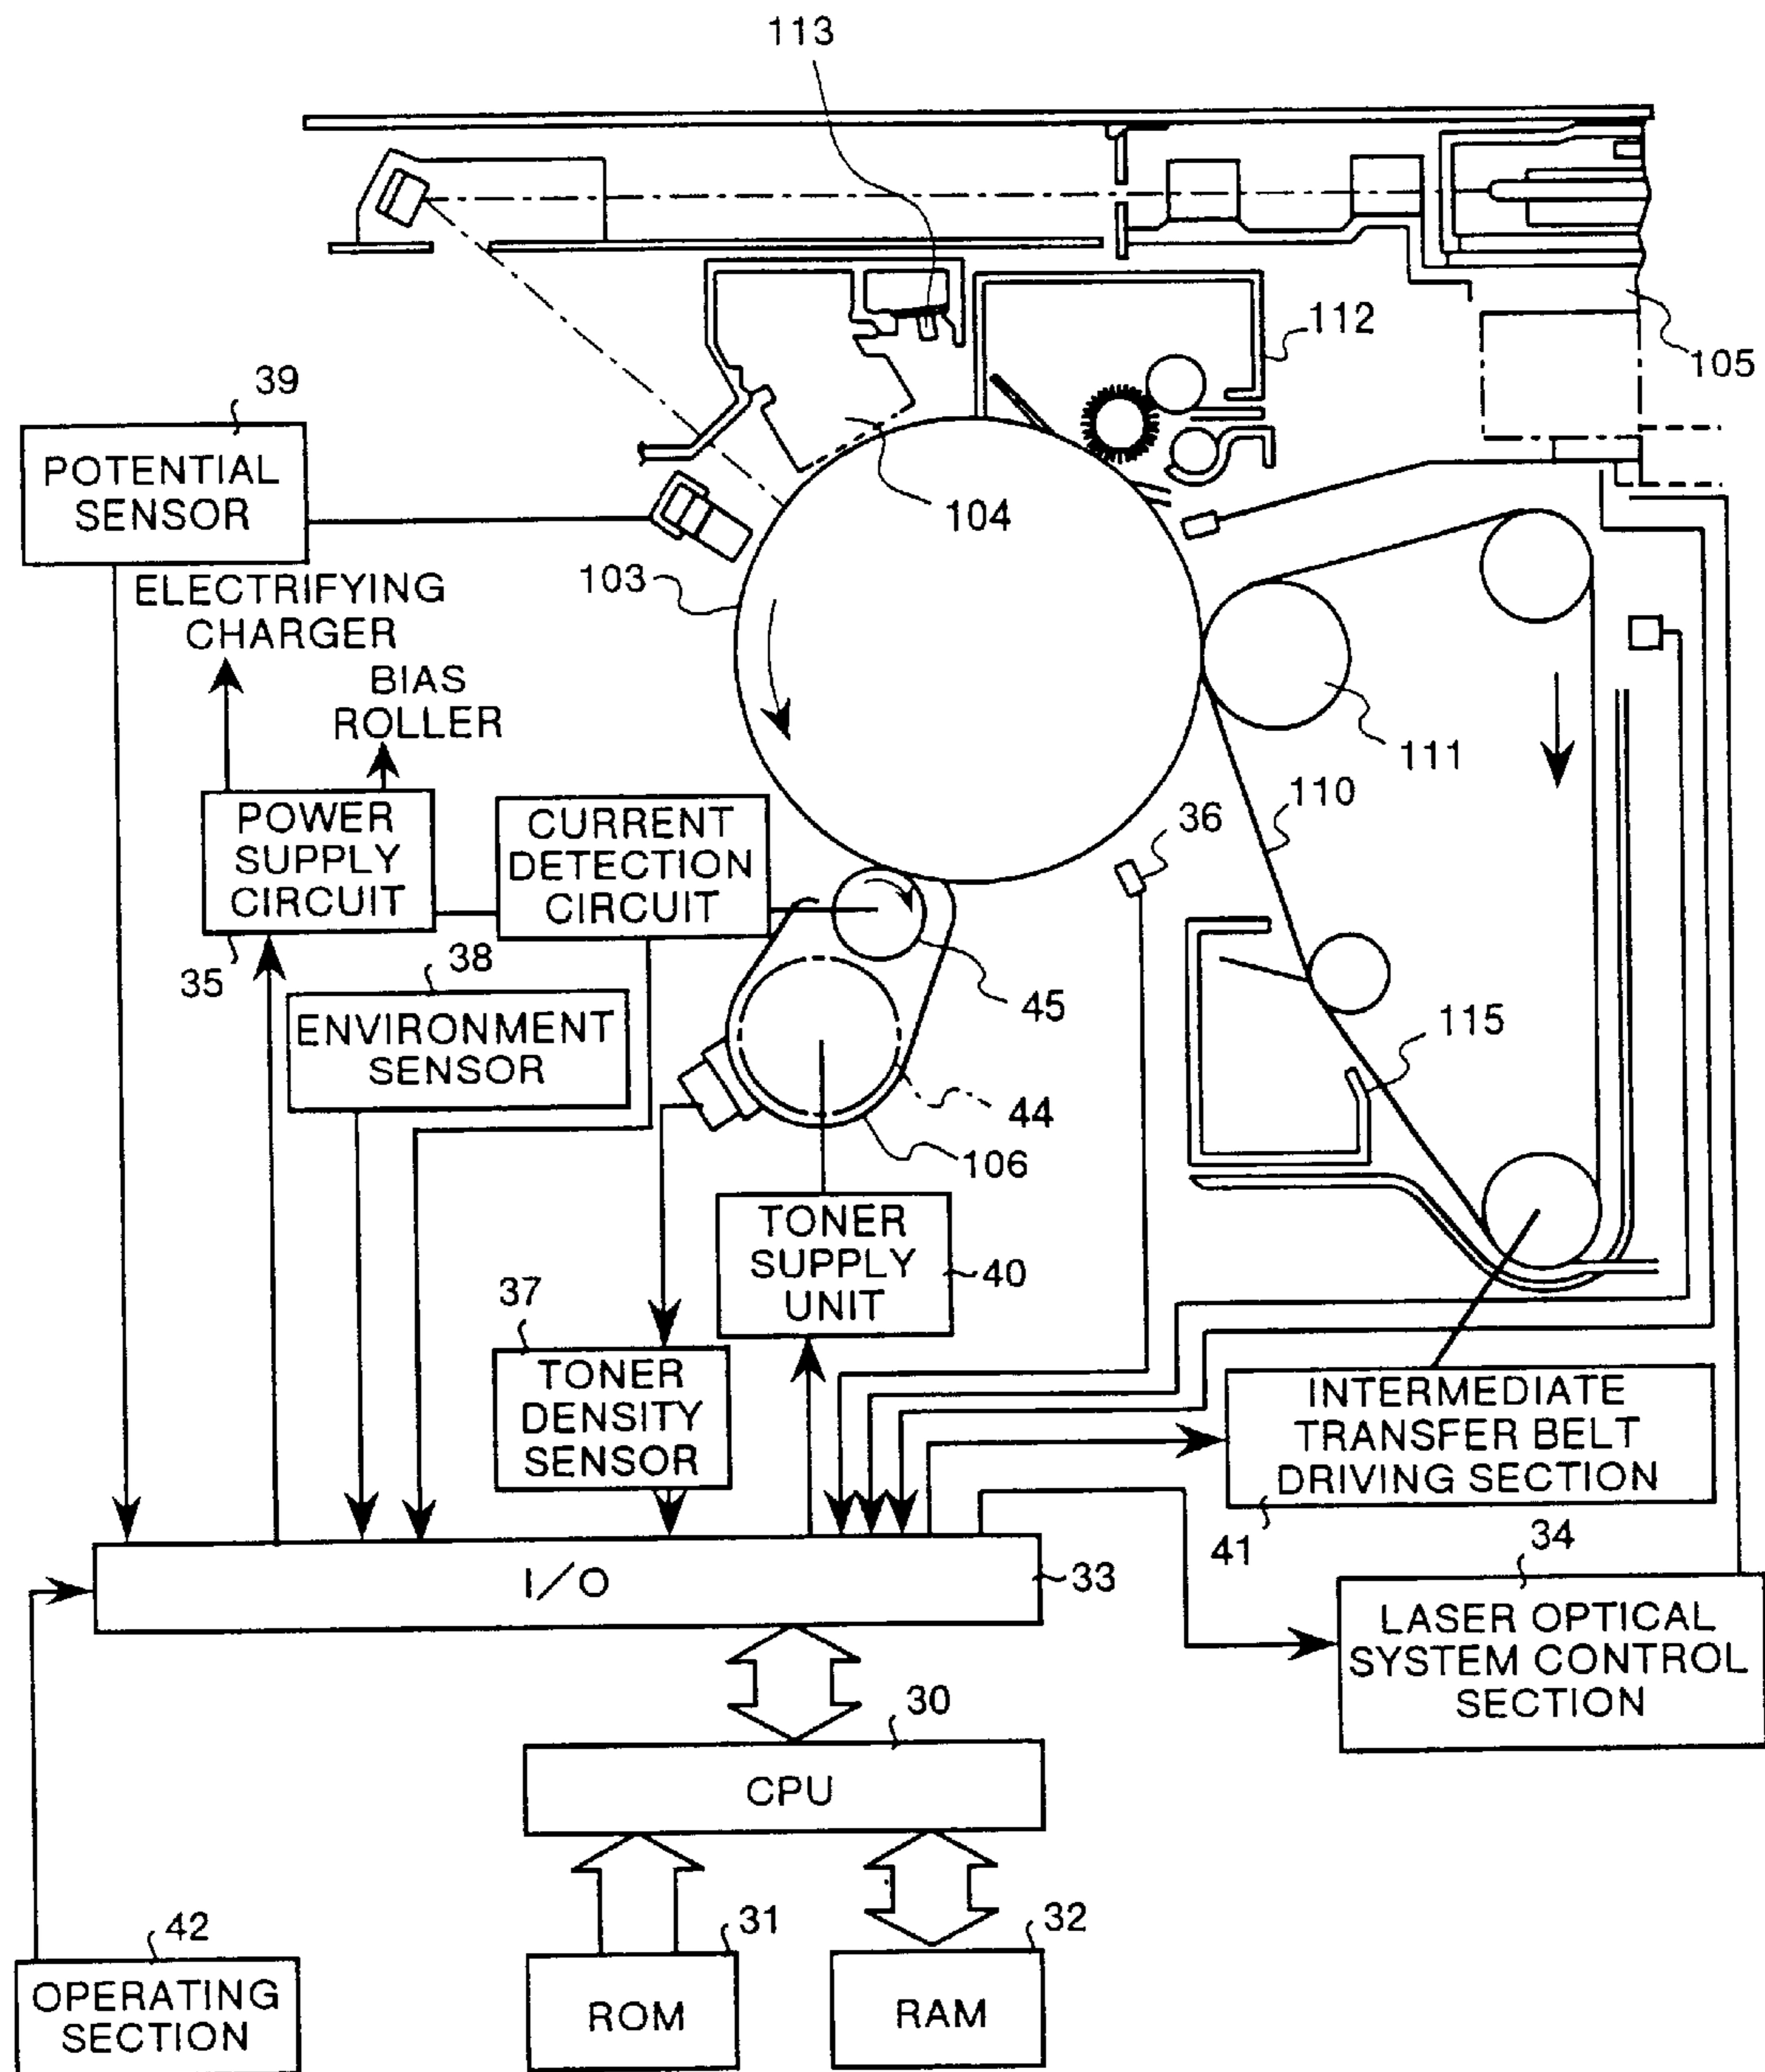 113
112
105
39
POTENTIAL
SENSOR
104
103
ELECTRIFYING
CHARGER
BIAS
ROLLER
111
110
36
POWER
SUPPLY
CIRCUIT
CURRENT
DETECTION
CIRCUIT
35
38
45
ENVIRONMENT
SENSOR
115
44
106
TONER
SUPPLY
UNIT
40
37
TONER
DENSITY
SENSOR
INTERMEDIATE
TRANSFER BELT
DRIVING SECTION
41
34
I/O
33
LASER OPTICAL
SYSTEM CONTROL
SECTION
30
CPU
42
31
32
OPERATING
SECTION
ROM
RAM